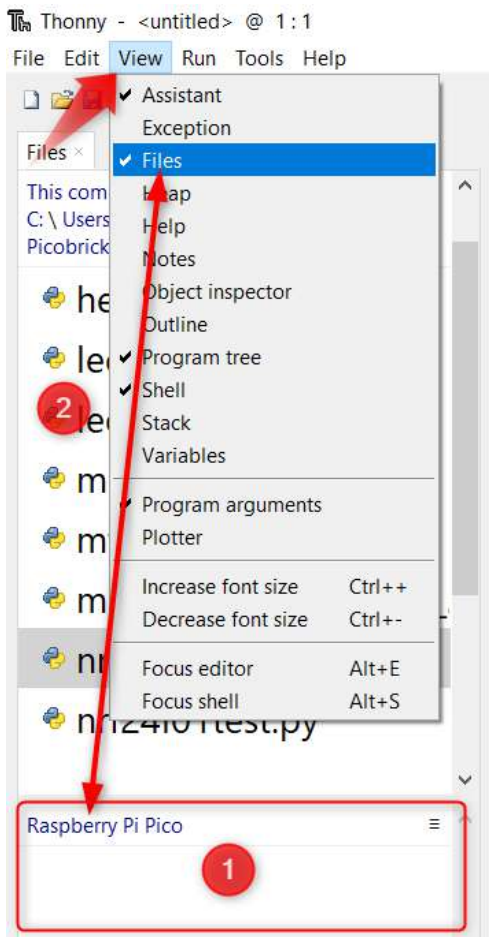 Th Thonny - <untitled> @ 1:1
File Edit View Run Tools Help
Files ×
Assistant
Exception
Files
This com
C: \ Users
Picobrick
Heap
Help
Notes
Object inspector
Outline
Program tree
Shell
Stack
Variables
Program arguments
Plotter
Increase font size Ctrl++
Decrease font size Ctrl+-
Focus editor Alt+E
Focus shell Alt+S
he
2
m
m
m
Raspberry Pi Pico ≡
1